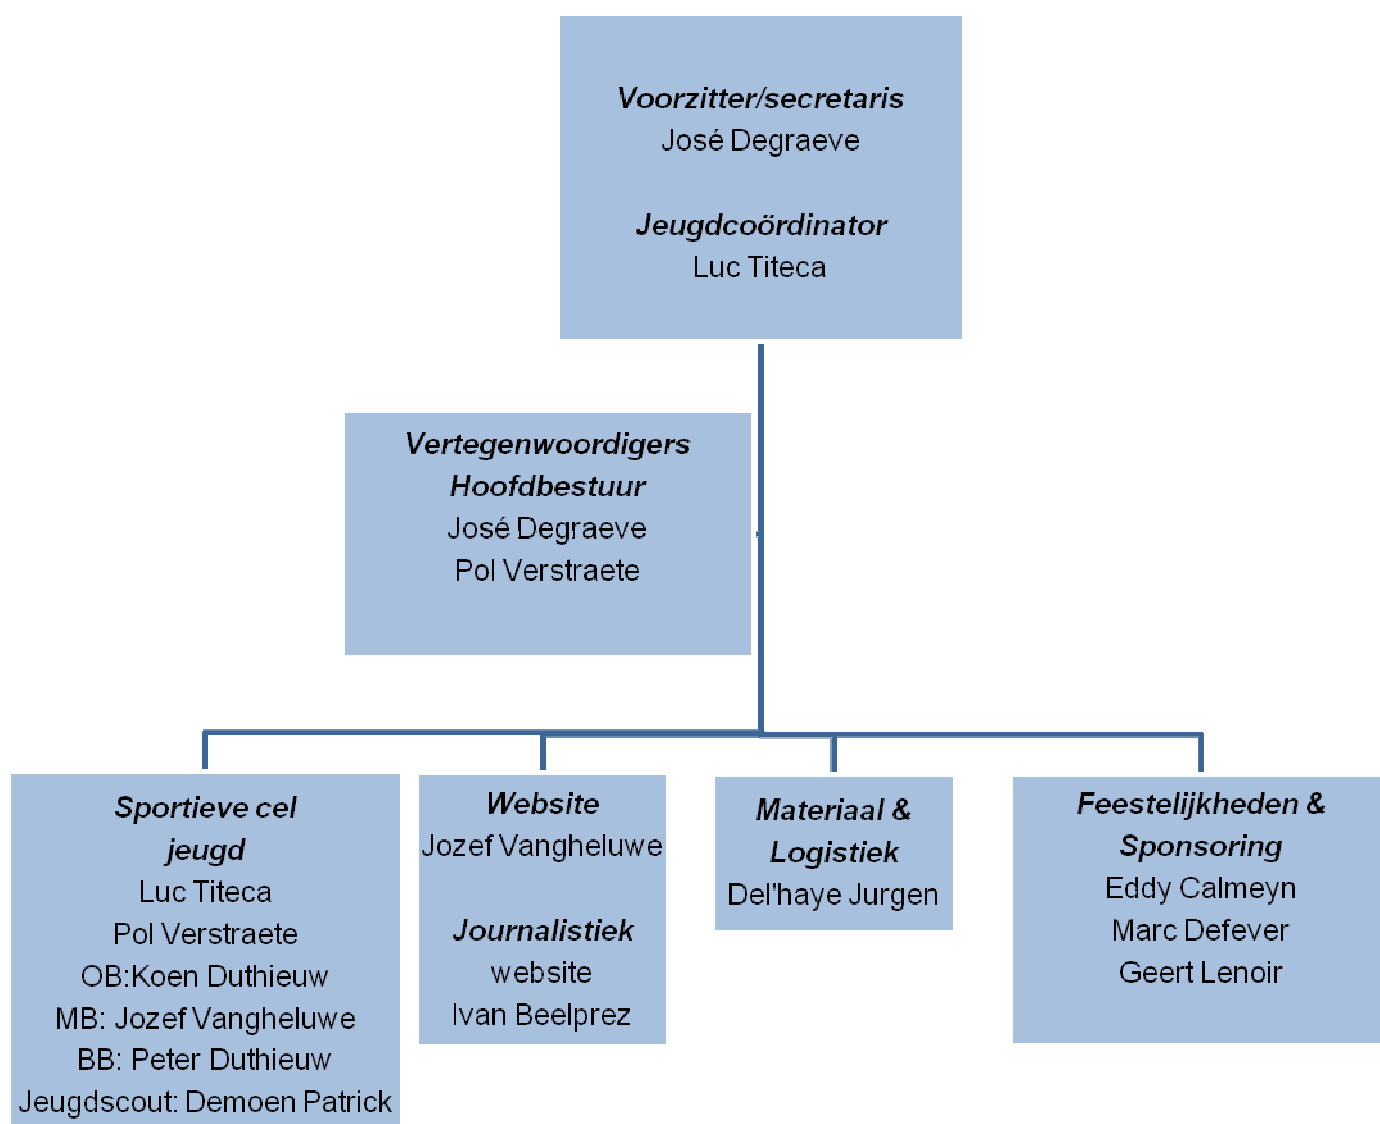 Voorzitter/secretaris
José Degraeve
Jeugdcoördinator
Luc Titeca
Vertegenwoordigers
Hoofdbestuur
José Degraeve
Pol Verstraete
Sportieve cel
jeugd
Luc Titeca
Pol Verstraete
OB:Koen Duthieuw
MB: Jozef Vangheluwe
BB: Peter Duthieuw
Jeugdscout: Demoen Patrick
Website
Jozef Vangheluwe
Journalistiek
website
Ivan Beelprez
Materiaal &
Logistiek
Del'haye Jurgen
Feestelijkheden &
Sponsoring
Eddy Calmeyn
Marc Defever
Geert Lenoir